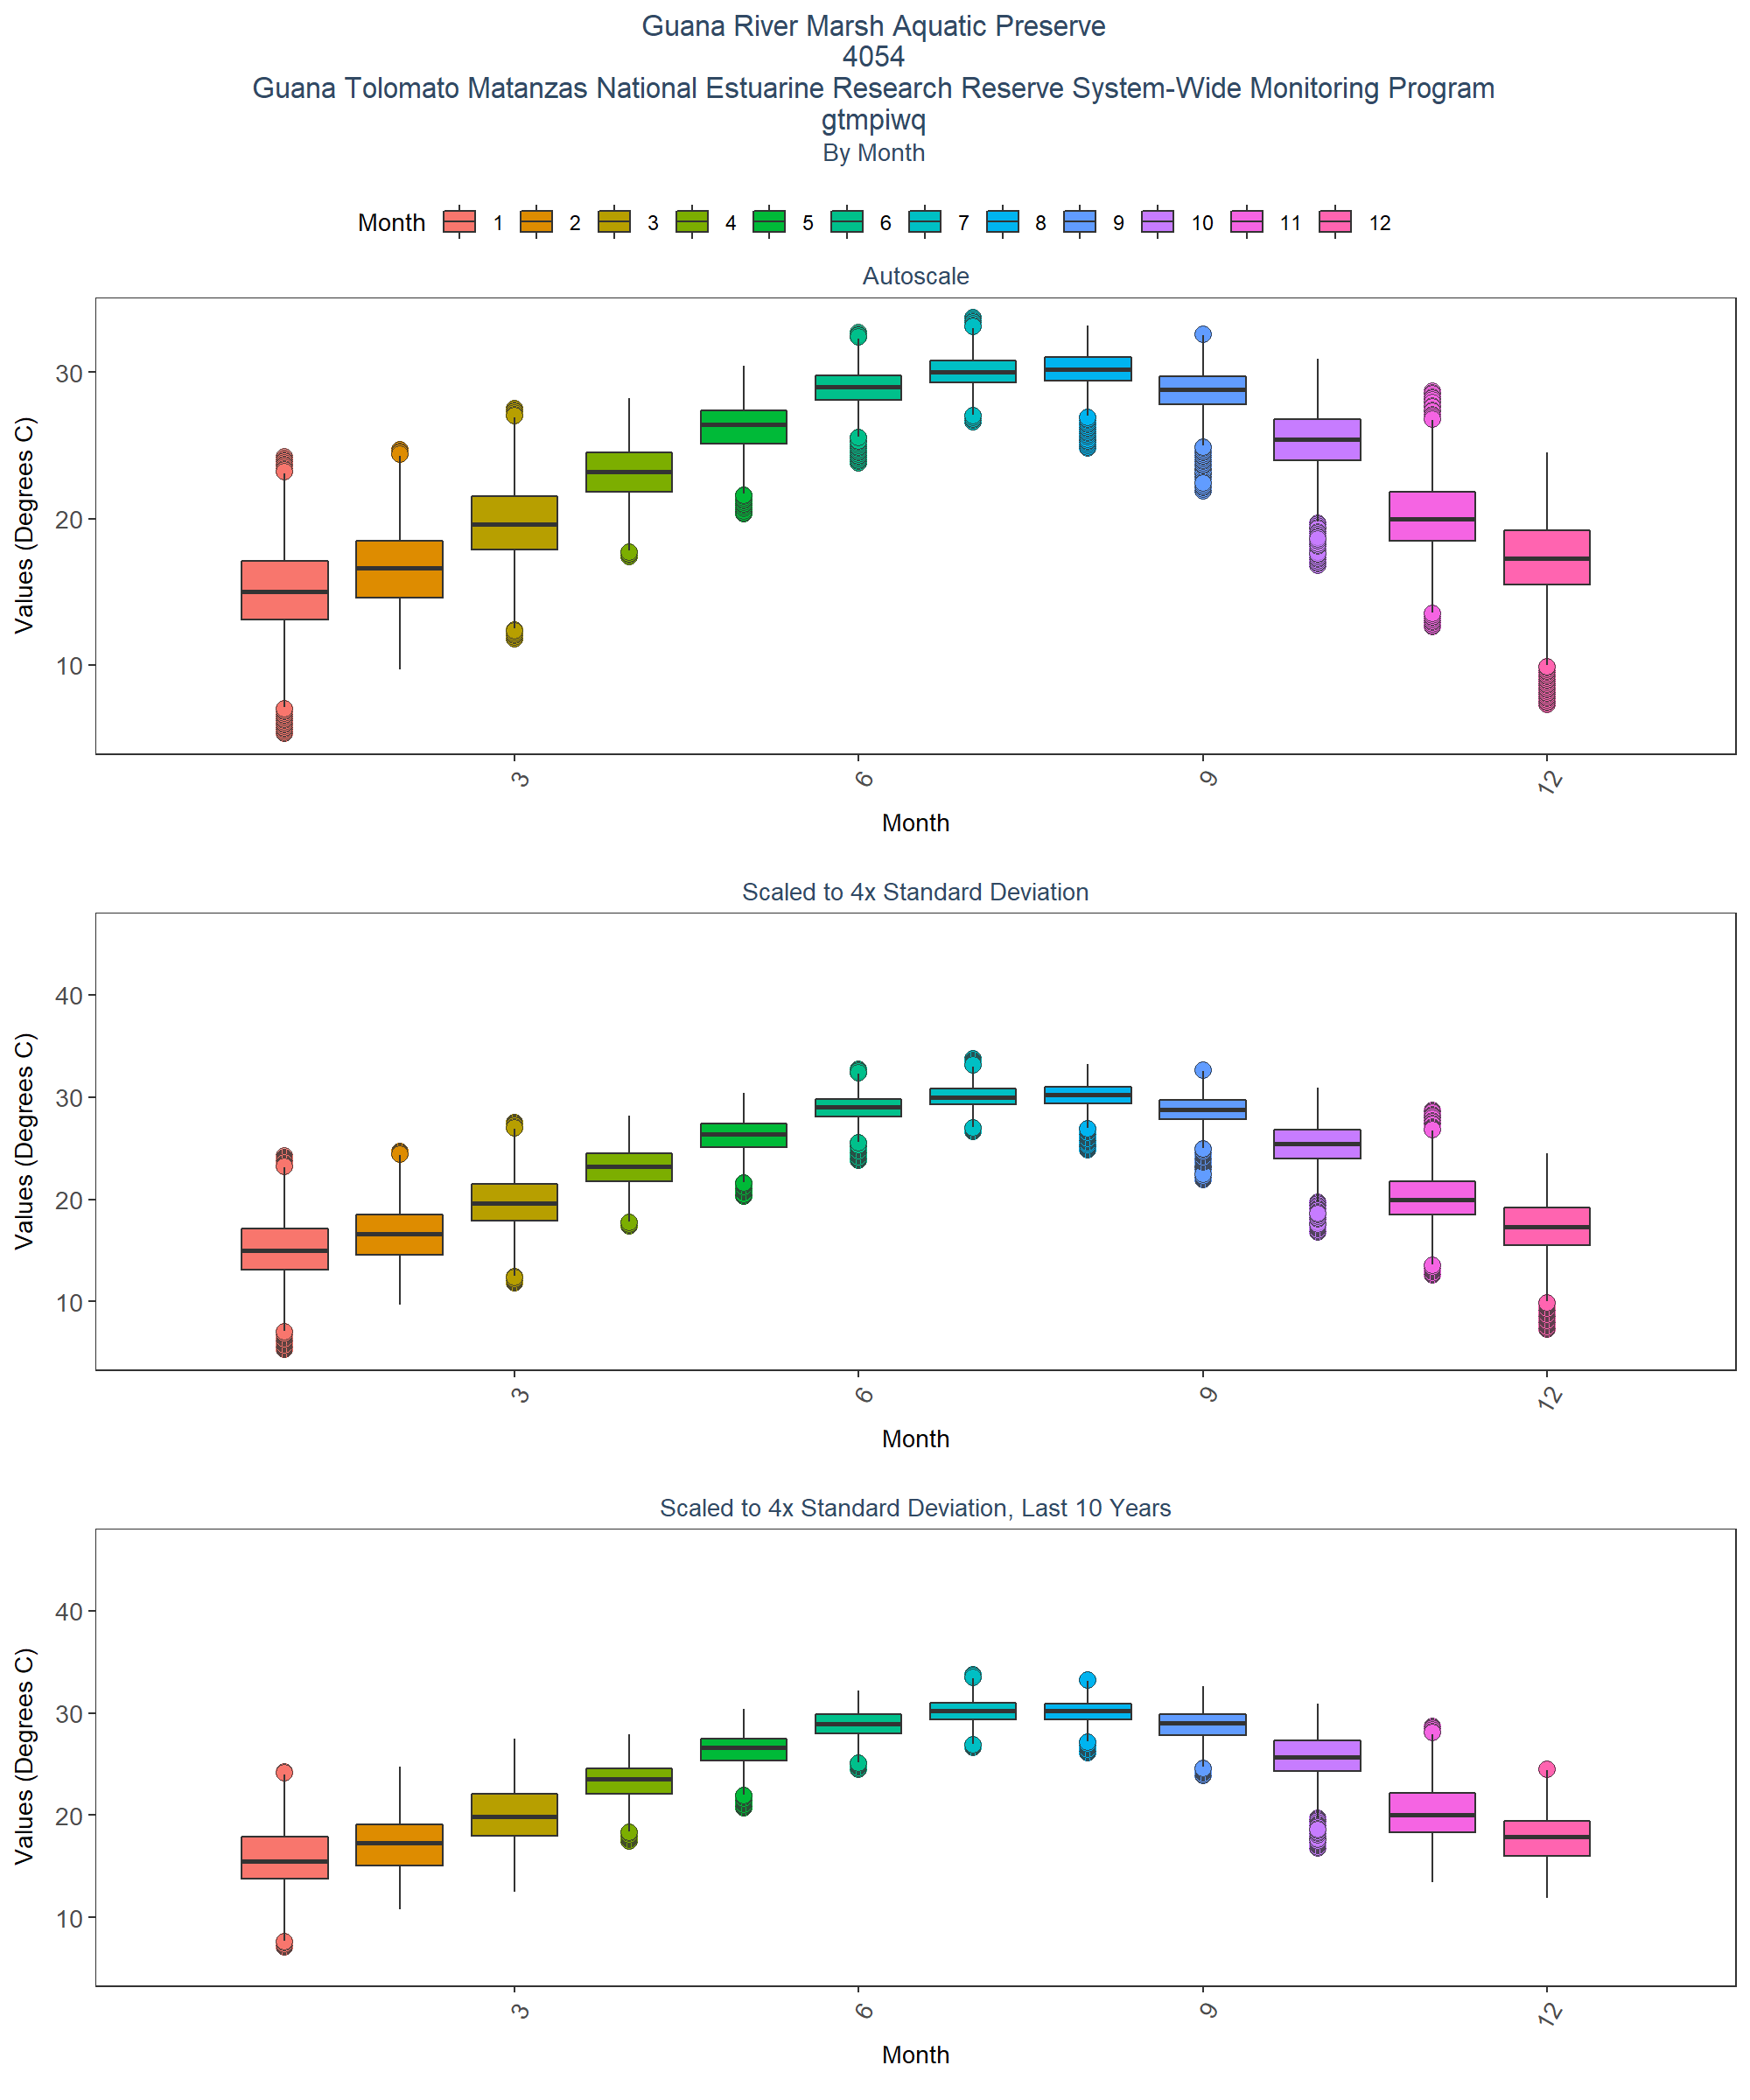 Guana River Marsh Aquatic Preserve
4054
Guana Tolomato Matanzas National Estuarine Research Reserve System-Wide Monitoring Program
gtmpiwq
By Month
Month 1 2 3 4 5 6 7 8 9 10 11 12
Autoscale
Values (Degrees C)
30
20
10
3 6 9 12
Month
Scaled to 4x Standard Deviation
Values (Degrees C)
40
30
20
10
3 6 9 12
Month
Scaled to 4x Standard Deviation, Last 10 Years
Values (Degrees C)
40
30
20
10
3 6 9 12
Month